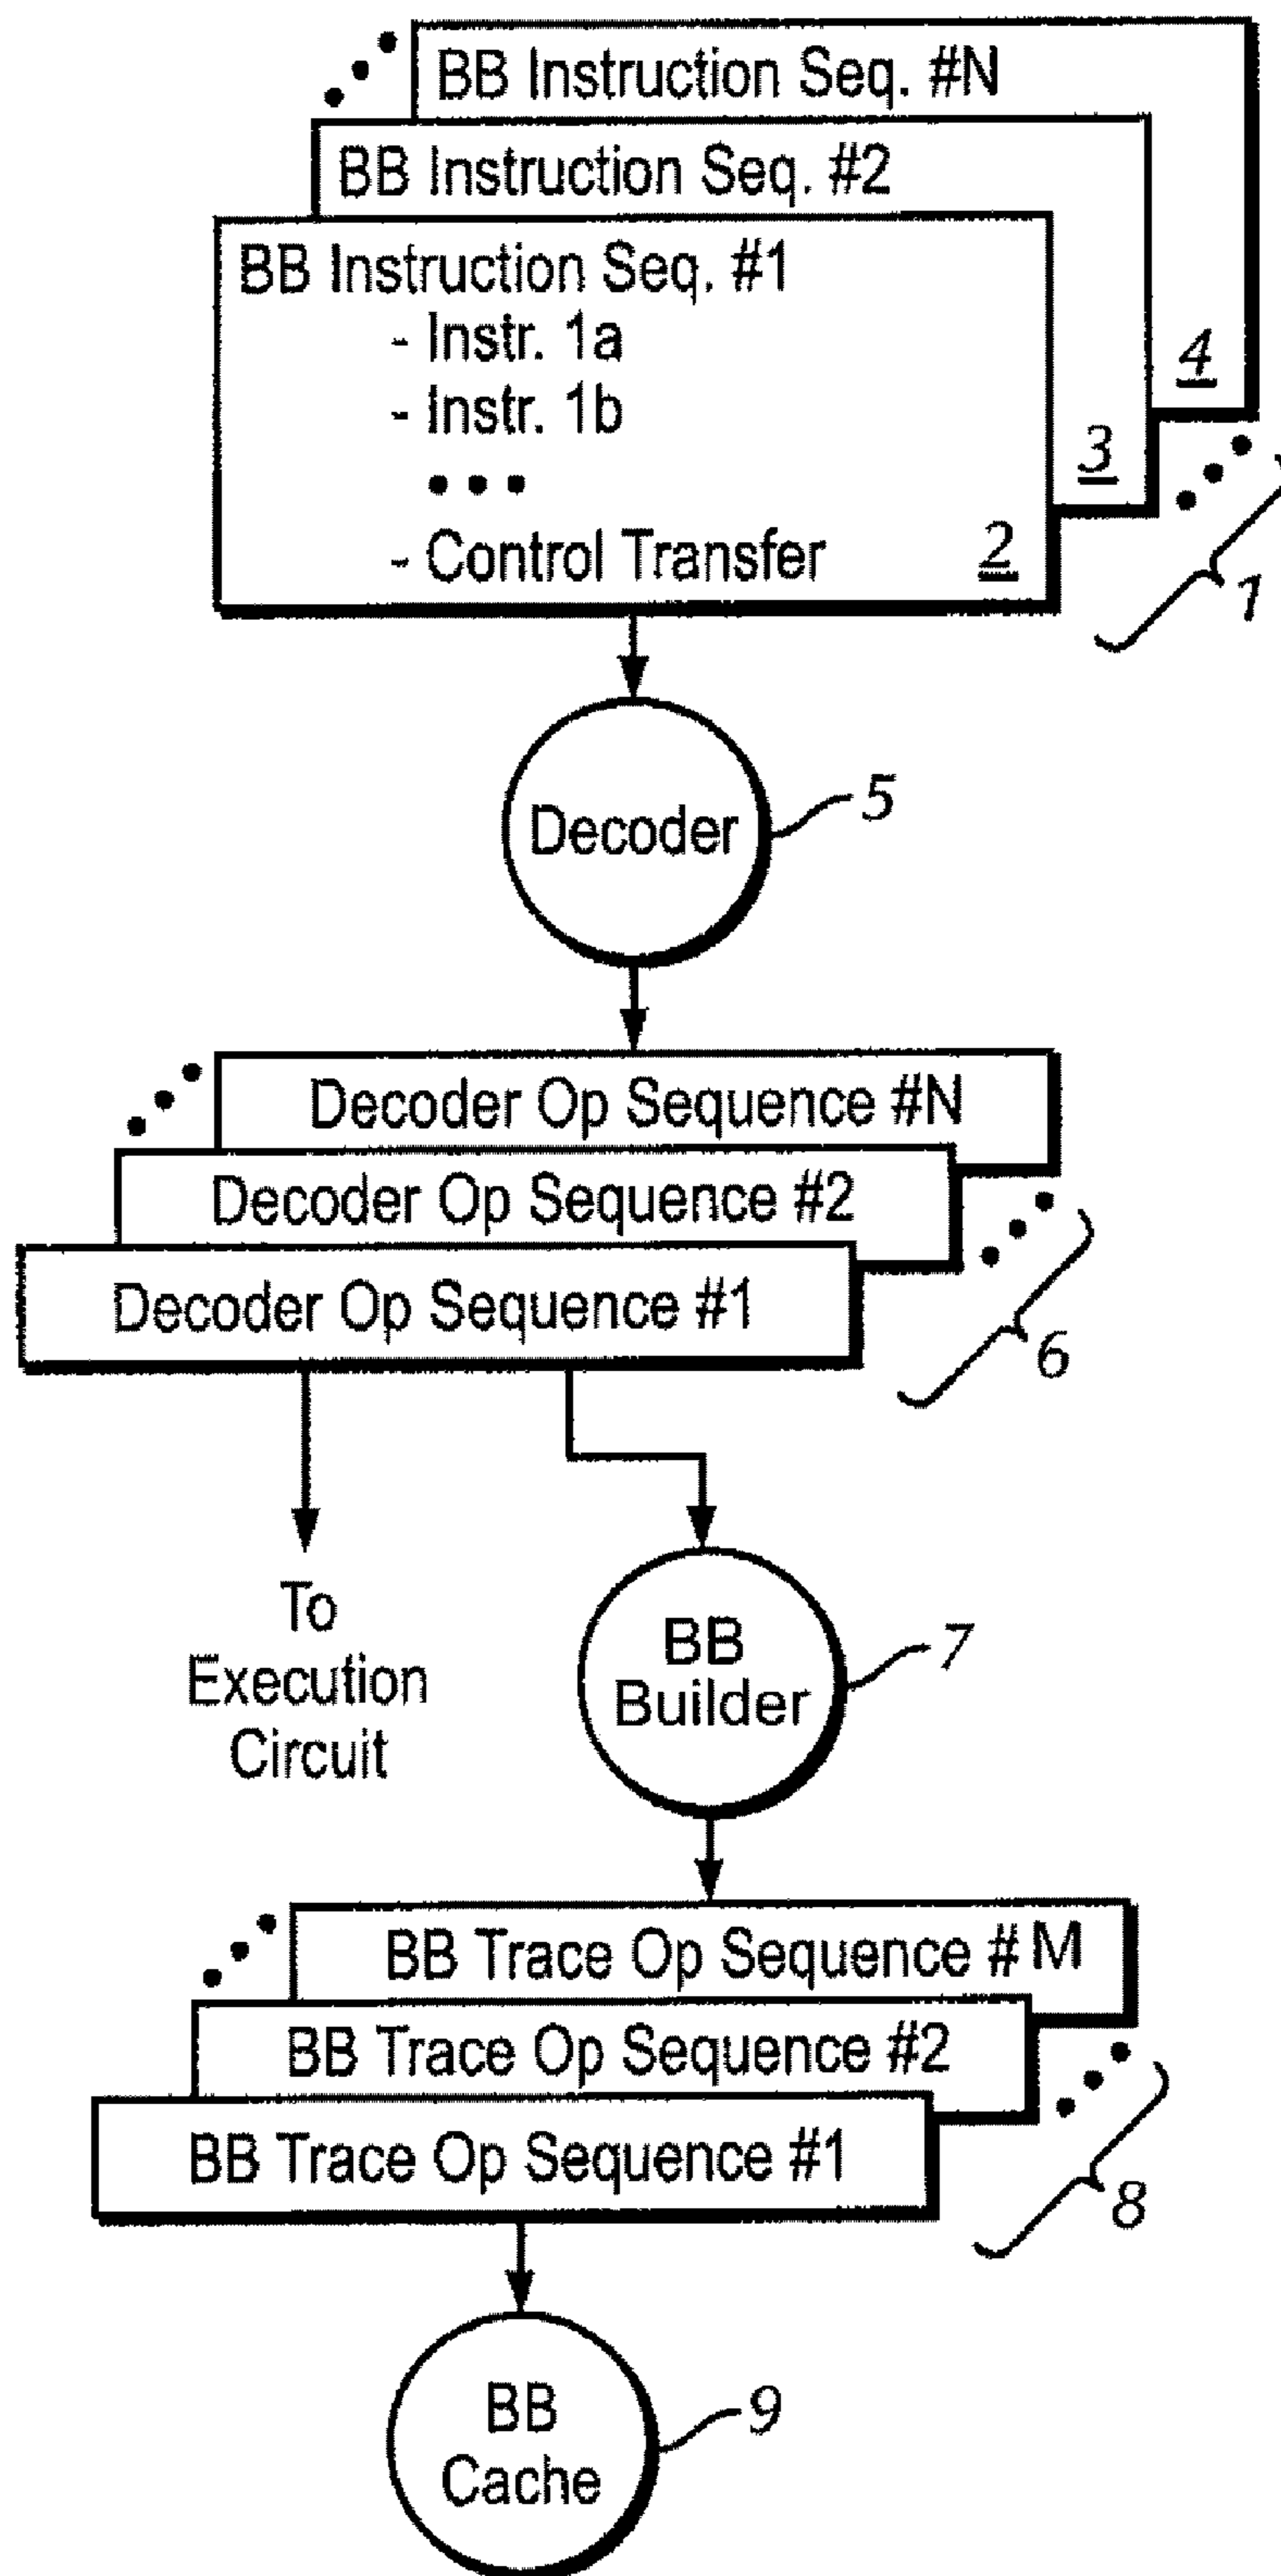 BB Instruction Seq. #N
BB Instruction Seq. #2
BB Instruction Seq. #1
- Instr. 1a
- Instr. 1b
• • •
- Control Transfer
2
3
4
1
Decoder
5
Decoder Op Sequence #N
Decoder Op Sequence #2
Decoder Op Sequence #1
6
To
Execution
Circuit
BB
Builder
7
BB Trace Op Sequence # M
BB Trace Op Sequence #2
BB Trace Op Sequence #1
8
BB
Cache
9